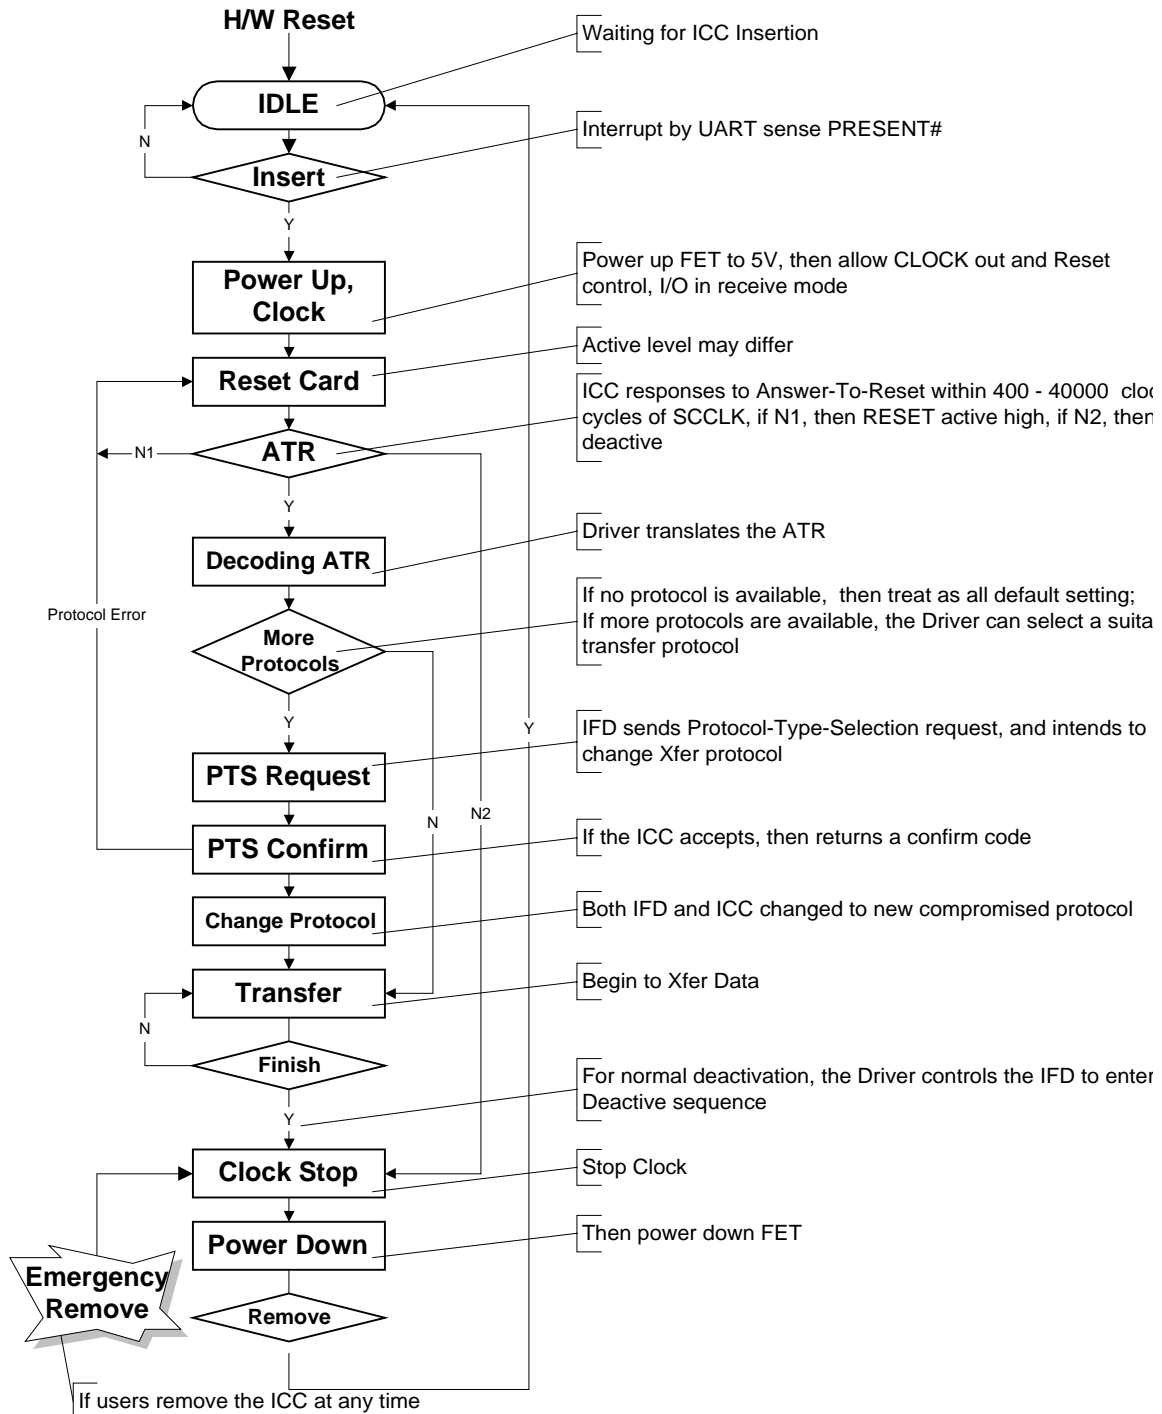 H/W Reset
Waiting for ICC Insertion
IDLE
N
Interrupt by UART sense PRESENT#
Insert
Y
Power Up,
Clock
Power up FET to 5V, then allow CLOCK out and Reset
control, I/O in receive mode
Reset Card
Active level may differ
ICC responses to Answer-To-Reset within 400 - 40000
cycles of SCCLK, if N1, then RESET active high, if N2, then
deactive
N1
ATR
Y
Decoding ATR
Driver translates the ATR
Protocol Error
More
Protocols
If no protocol is available, then treat as all default setting;
If more protocols are available, the Driver can select a
transfer protocol
Y
Y
PTS Request
IFD sends Protocol-Type-Selection request, and intends to
change Xfer protocol
N
N2
PTS Confirm
If the ICC accepts, then returns a confirm code
Change Protocol
Both IFD and ICC changed to new compromised protocol
Transfer
Begin to Xfer Data
N
Finish
Y
For normal deactivation, the Driver controls the IFD to enter
Deactive sequence
Clock Stop
Stop Clock
Power Down
Then power down FET
Emergency
Remove
Remove
If users remove the ICC at any time